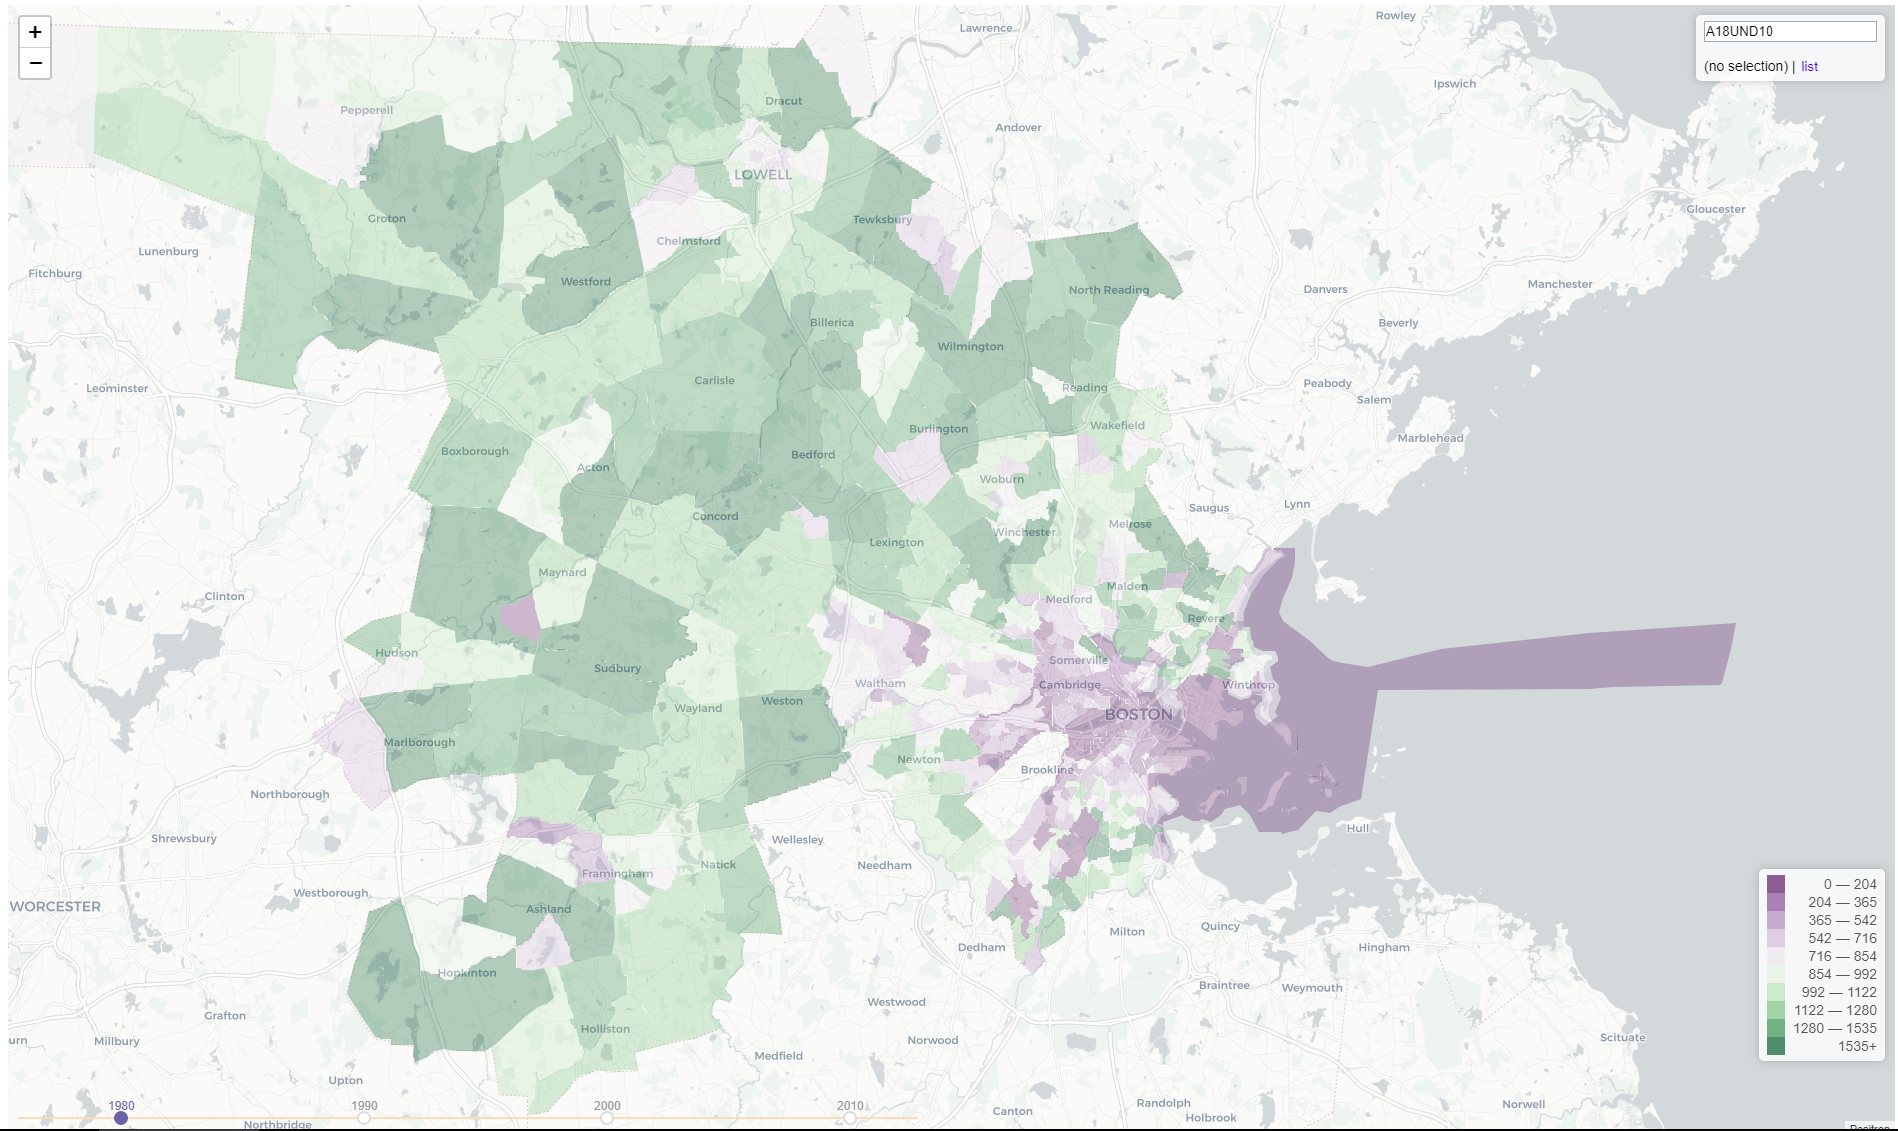 +
−
A18UND10
(no selection) | list
Rowley
Lawrence
Ipswich
Pepperell
Dracut
Andover
LOWELL
Gloucester
Groton
Tewksbury
Chelmsford
Lunenburg
Fitchburg
Westford
North Reading
Danvers
Manchester
Billerica
Beverly
Wilmington
Carlisle
Leominster
Reading
Peabody
Salem
Wakefield
Burlington
Marblehead
Boxborough
Bedford
Acton
Woburn
Saugus
Lynn
Concord
Melrose
Winchester
Lexington
Maynard
Malden
Clinton
Medford
Revere
Hudson
Somerville
Sudbury
Waltham
Cambridge
Winthrop
Weston
Wayland
BOSTON
Marlborough
Newton
Brookline
Northborough
Hull
Shrewsbury
Wellesley
Needham
Natick
Framingham
0 — 204
Westborough
204 — 365
WORCESTER
Ashland
365 — 542
Quincy
Milton
542 — 716
Dedham
Hingham
716 — 854
Hopkinton
854 — 992
Braintree
Weymouth
992 — 1122
Westwood
1122 — 1280
Grafton
Holliston
1280 — 1535
urn
Millbury
Norwood
Scituate
1535+
Medfield
Upton
1980
1990
2000
2010
Canton
Randolph
Norwell
Holbrook
Northbridge